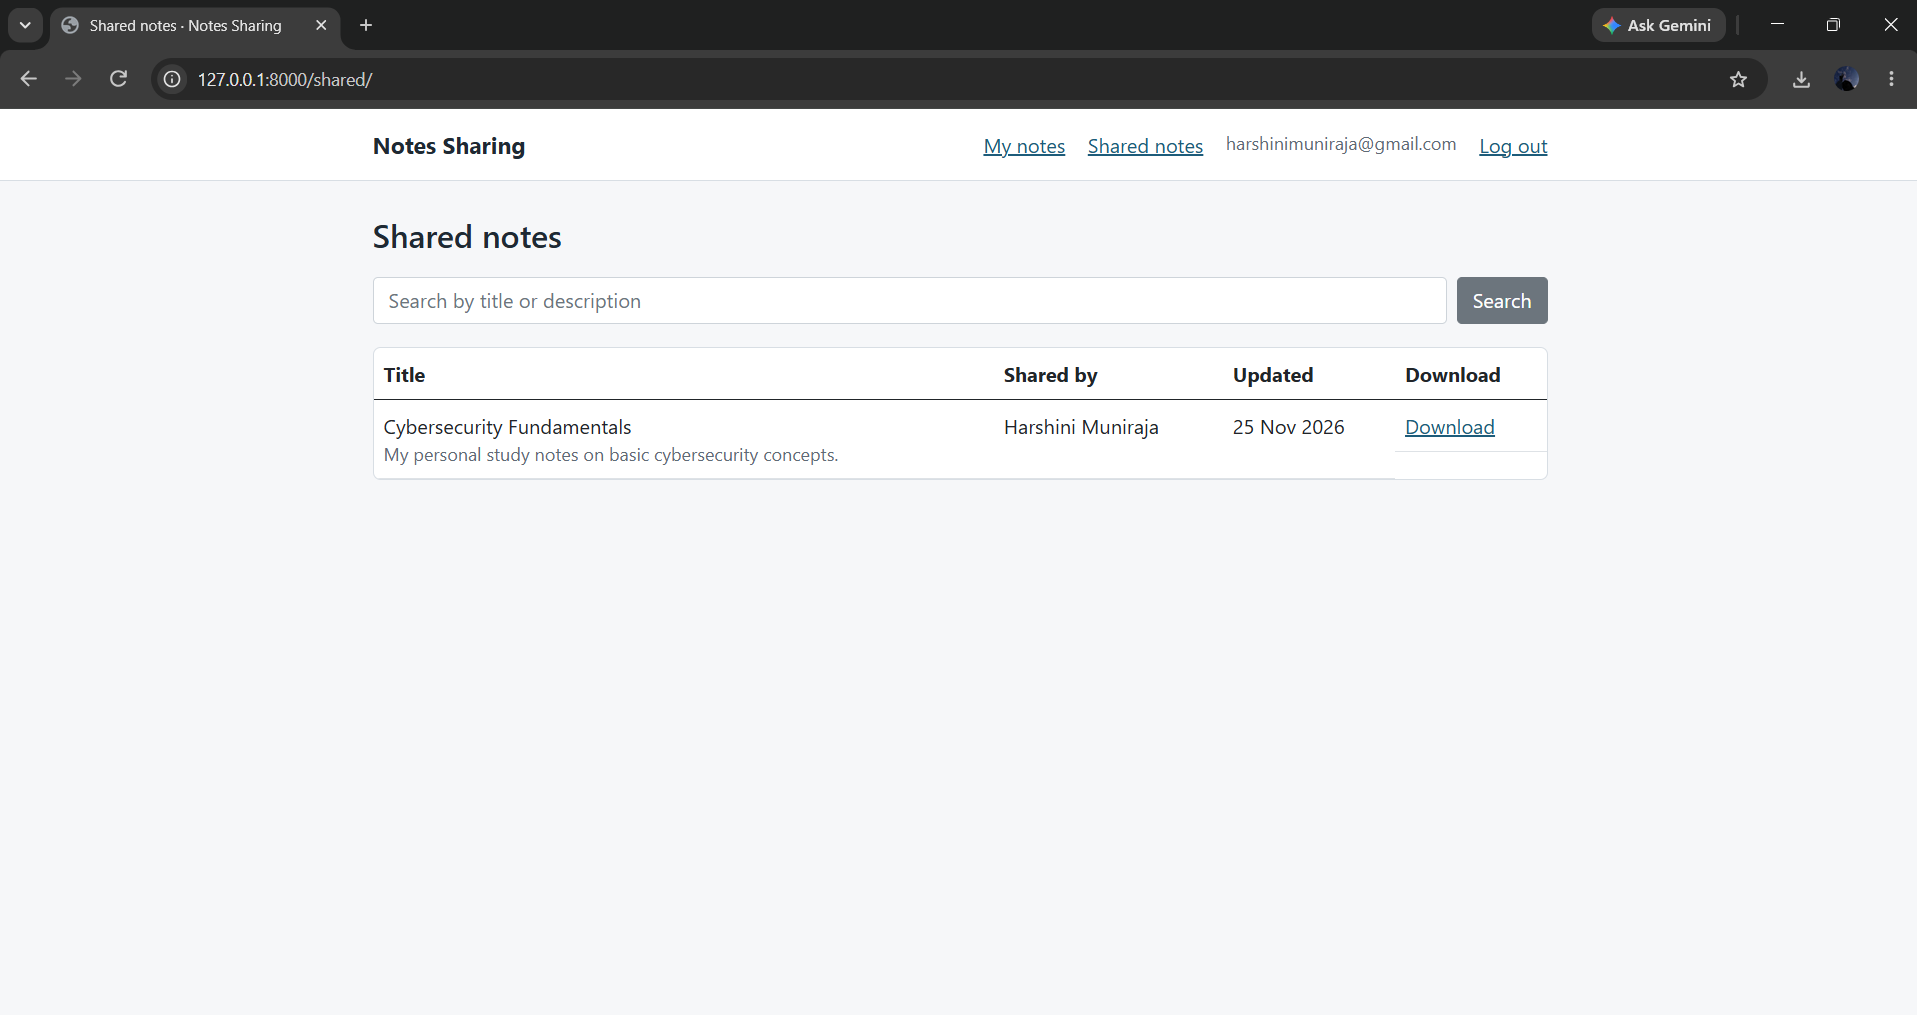 Shared notes · Notes Sharing
Ask Gemini
127.0.0.1:8000/shared/
Notes Sharing
My notes Shared notes harshinimuniraja@gmail.com Log out
Shared notes
Search by title or description Search
Title Shared by Updated Download
Cybersecurity Fundamentals Harshini Muniraja 25 Nov 2026 Download
My personal study notes on basic cybersecurity concepts.